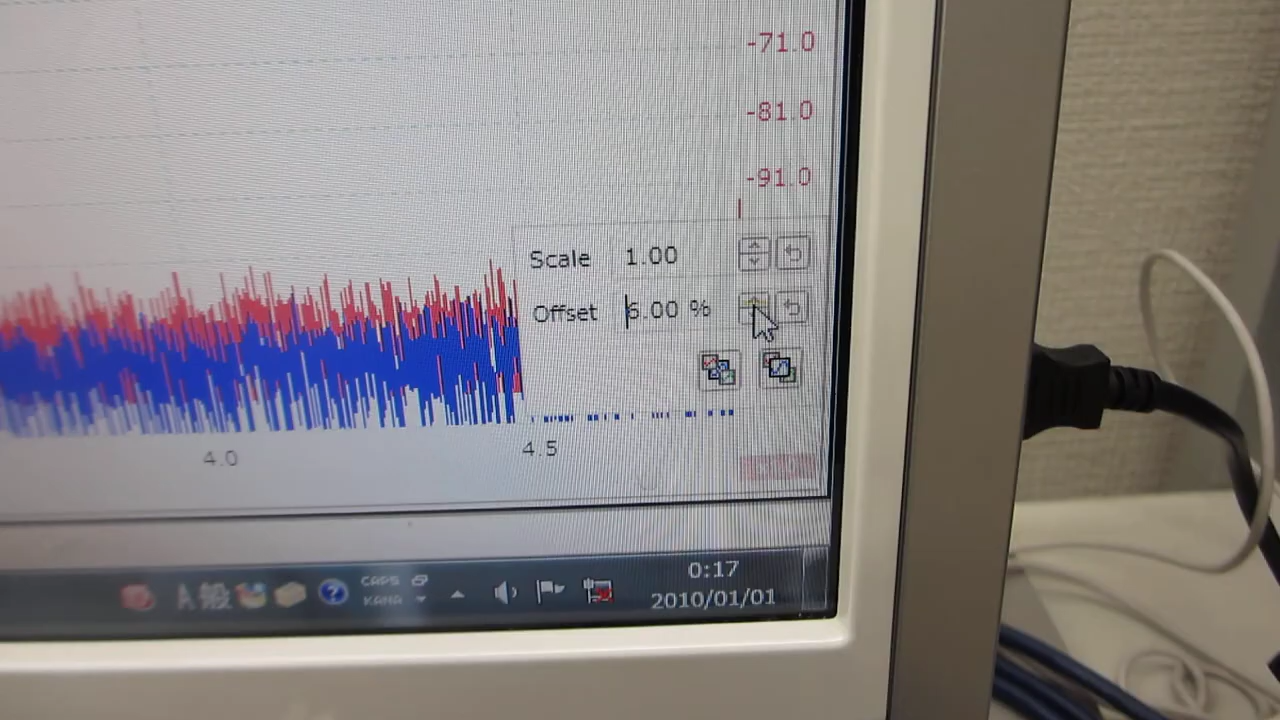 -71.0
-81.0
-91.0
Scale 1.00
Offset 6.00 %
4.0 4.5
A 般 CAPS
KANA
0:17
2010/01/01